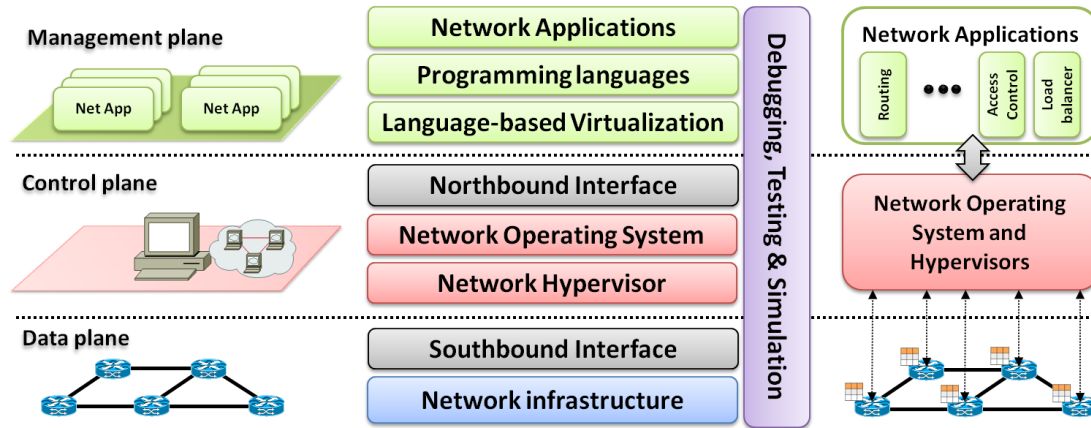 Management plane
Net App
Net App
Control plane
Data plane
Network Applications
Programming languages
Language-based Virtualization
Northbound Interface
Network Operating System
Network Hypervisor
Southbound Interface
Network infrastructure
Debugging, Testing & Simulation
Network Applications
Routing
Access
Control
Load
balancer
Network Operating
System and
Hypervisors